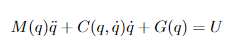 M(q)q̈ + C(q, q̇)q̇ + G(q) = U